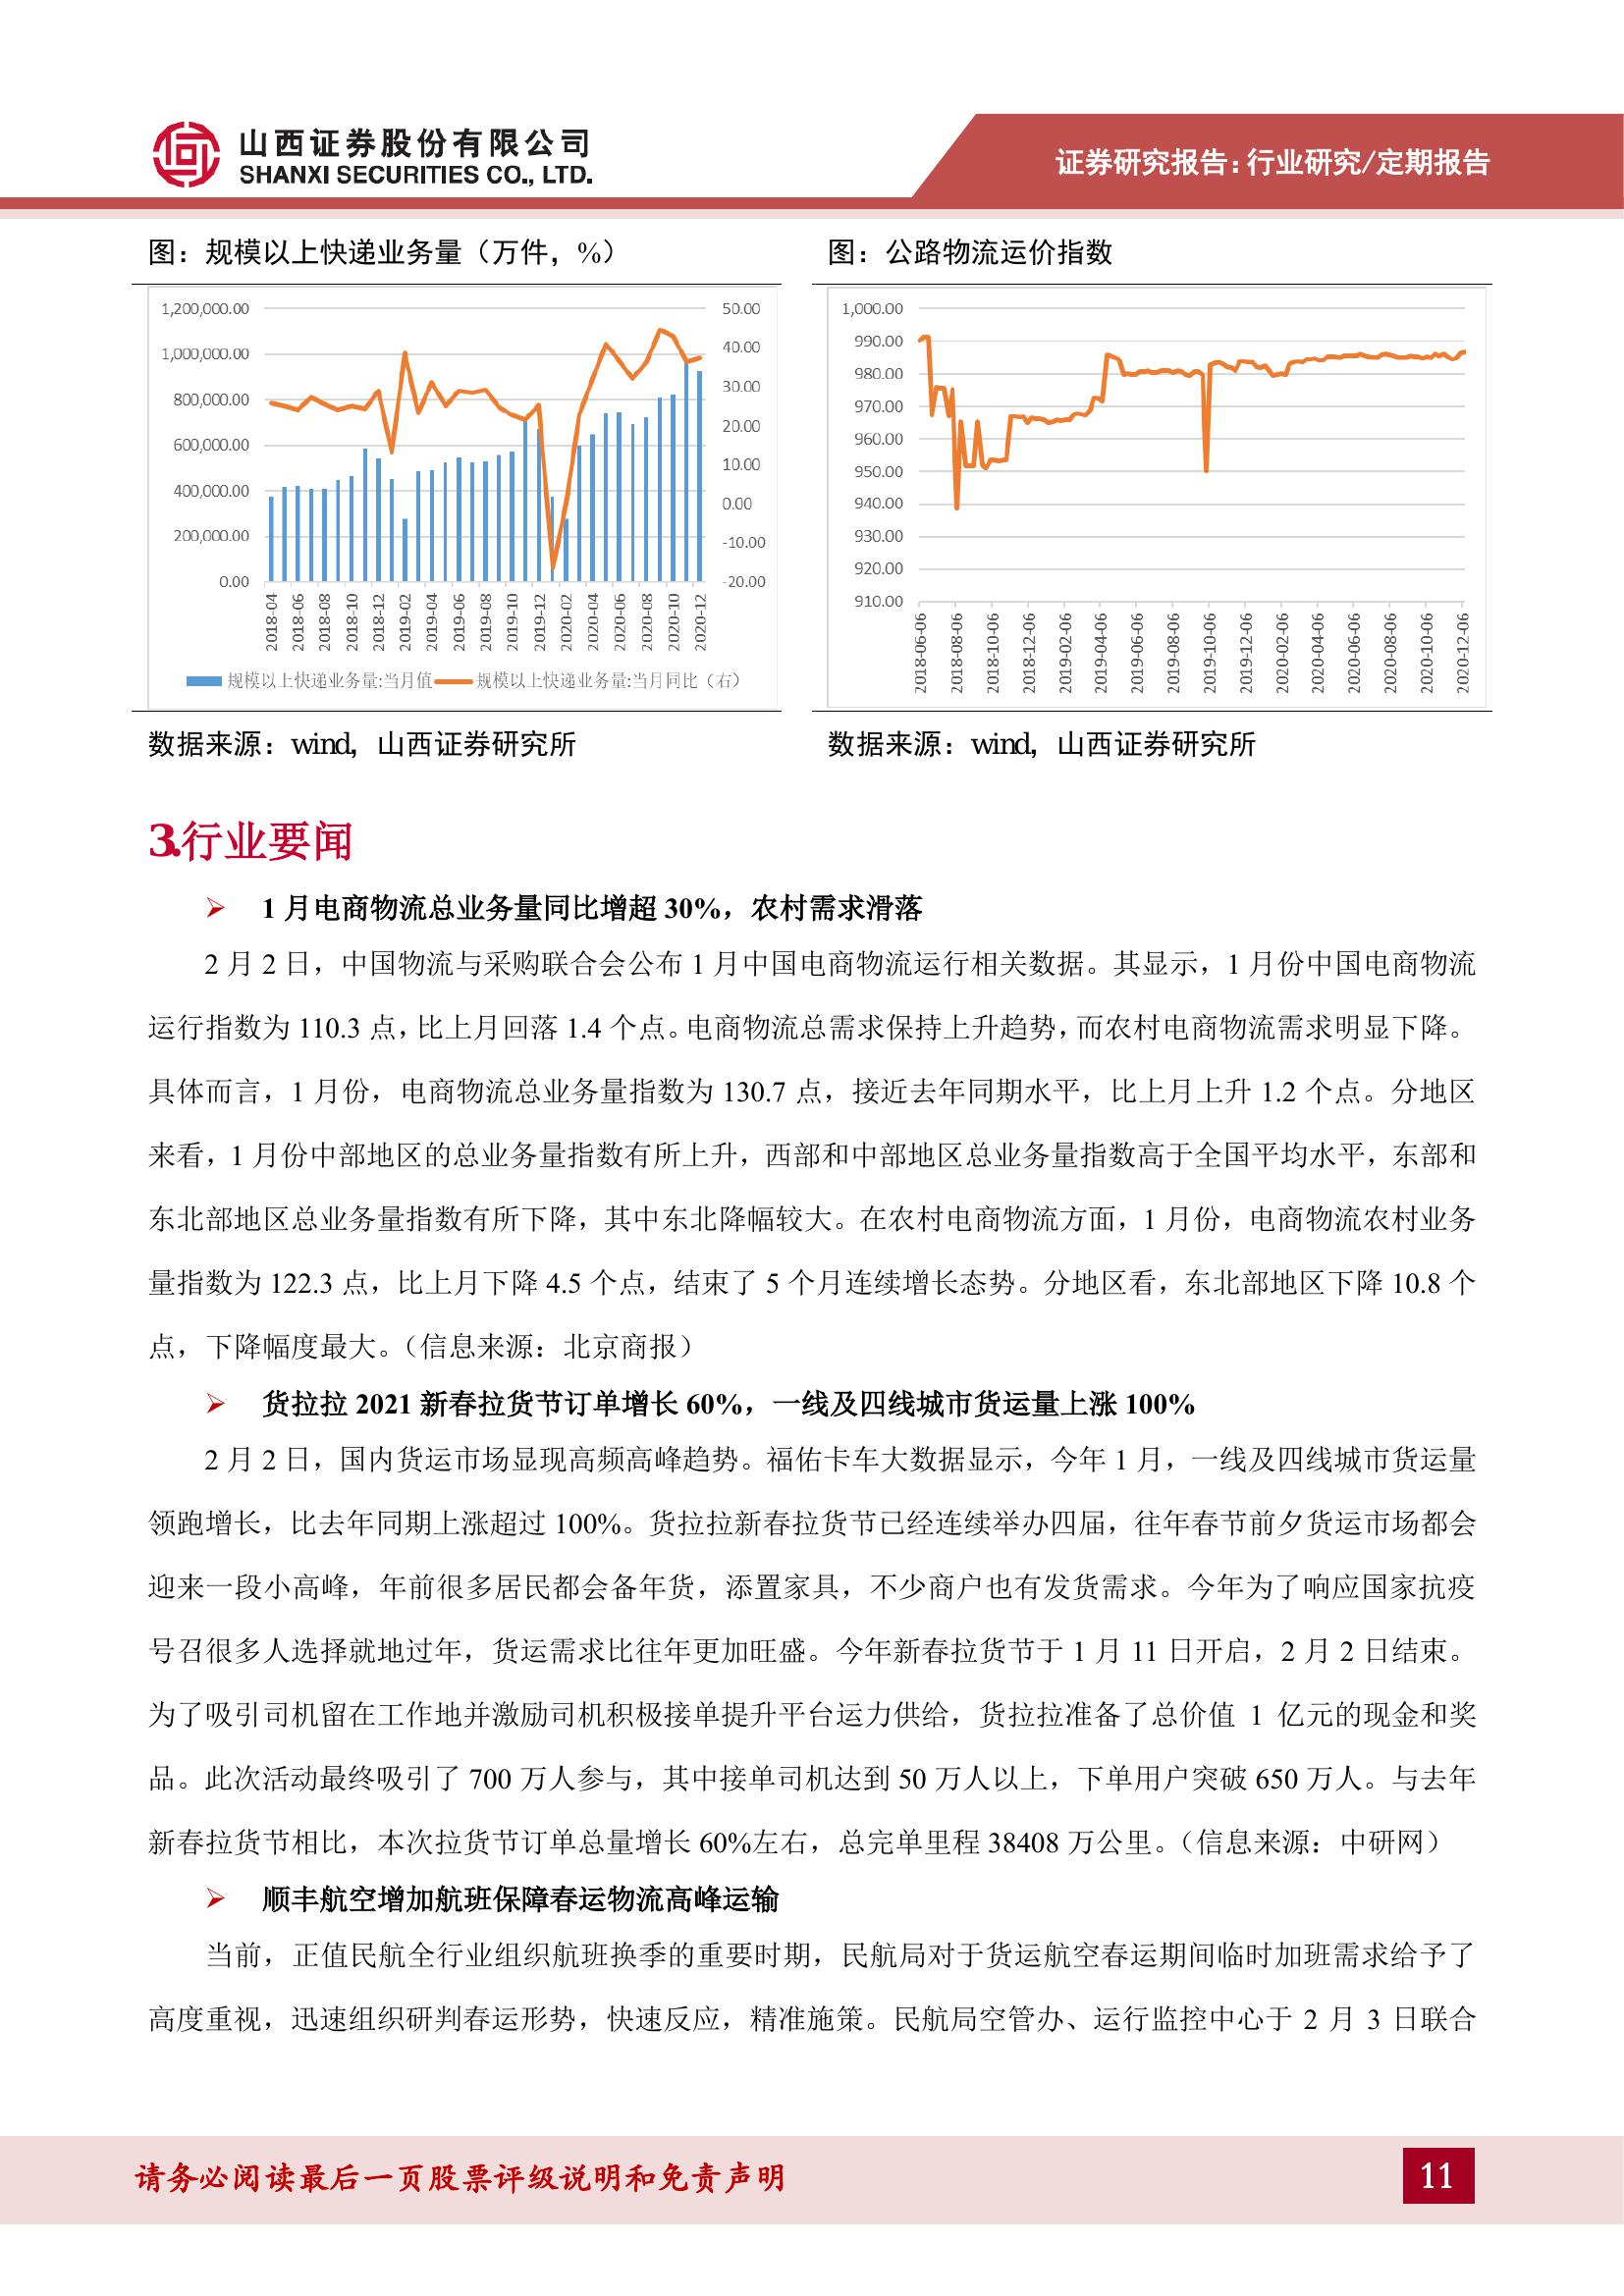 山西证券股份有限公司
SHANXI SECURITIES CO., LTD.
证券研究报告：行业研究/定期报告
图：规模以上快递业务量（万件，%）
1,200,000.00
1,000,000.00
800,000.00
600,000.00
400,000.00
200,000.00
0.00
50.00
40.00
30.00
20.00
10.00
0.00
-10.00
-20.00
2018-04
2018-06
2018-08
2018-10
2018-12
2019-02
2019-04
2019-06
2019-08
2019-10
2019-12
2020-02
2020-04
2020-06
2020-08
2020-10
2020-12
规模以上快递业务量:当月值
规模以上快递业务量:当月同比（右）
数据来源：wind，山西证券研究所
图：公路物流运价指数
1,000.00
990.00
980.00
970.00
960.00
950.00
940.00
930.00
920.00
910.00
2018-06-06
2018-08-06
2018-10-06
2018-12-06
2019-02-06
2019-04-06
2019-06-06
2019-08-06
2019-10-06
2019-12-06
2020-02-06
2020-04-06
2020-06-06
2020-08-06
2020-10-06
2020-12-06
数据来源：wind，山西证券研究所
3.行业要闻
➢ 1 月电商物流总业务量同比增超 30%，农村需求滑落
2 月 2 日，中国物流与采购联合会公布 1 月中国电商物流运行相关数据。其显示，1 月份中国电商物流
运行指数为 110.3 点，比上月回落 1.4 个点。电商物流总需求保持上升趋势，而农村电商物流需求明显下降。
具体而言，1 月份，电商物流总业务量指数为 130.7 点，接近去年同期水平，比上月上升 1.2 个点。分地区
来看，1 月份中部地区的总业务量指数有所上升，西部和中部地区总业务量指数高于全国平均水平，东部和
东北部地区总业务量指数有所下降，其中东北降幅较大。在农村电商物流方面，1 月份，电商物流农村业务
量指数为 122.3 点，比上月下降 4.5 个点，结束了 5 个月连续增长态势。分地区看，东北部地区下降 10.8 个
点，下降幅度最大。（信息来源：北京商报）
➢ 货拉拉 2021 新春拉货节订单增长 60%，一线及四线城市货运量上涨 100%
2 月 2 日，国内货运市场显现高频高峰趋势。福佑卡车大数据显示，今年 1 月，一线及四线城市货运量
领跑增长，比去年同期上涨超过 100%。货拉拉新春拉货节已经连续举办四届，往年春节前夕货运市场都会
迎来一段小高峰，年前很多居民都会备年货，添置家具，不少商户也有发货需求。今年为了响应国家抗疫
号召很多人选择就地过年，货运需求比往年更加旺盛。今年新春拉货节于 1 月 11 日开启，2 月 2 日结束。
为了吸引司机留在工作地并激励司机积极接单提升平台运力供给，货拉拉准备了总价值 1 亿元的现金和奖
品。此次活动最终吸引了 700 万人参与，其中接单司机达到 50 万人以上，下单用户突破 650 万人。与去年
新春拉货节相比，本次拉货节订单总量增长 60%左右，总完单里程 38408 万公里。（信息来源：中研网）
➢ 顺丰航空增加航班保障春运物流高峰运输
当前，正值民航全行业组织航班换季的重要时期，民航局对于货运航空春运期间临时加班需求给予了
高度重视，迅速组织研判春运形势，快速反应，精准施策。民航局空管办、运行监控中心于 2 月 3 日联合
请务必阅读最后一页股票评级说明和免责声明
11